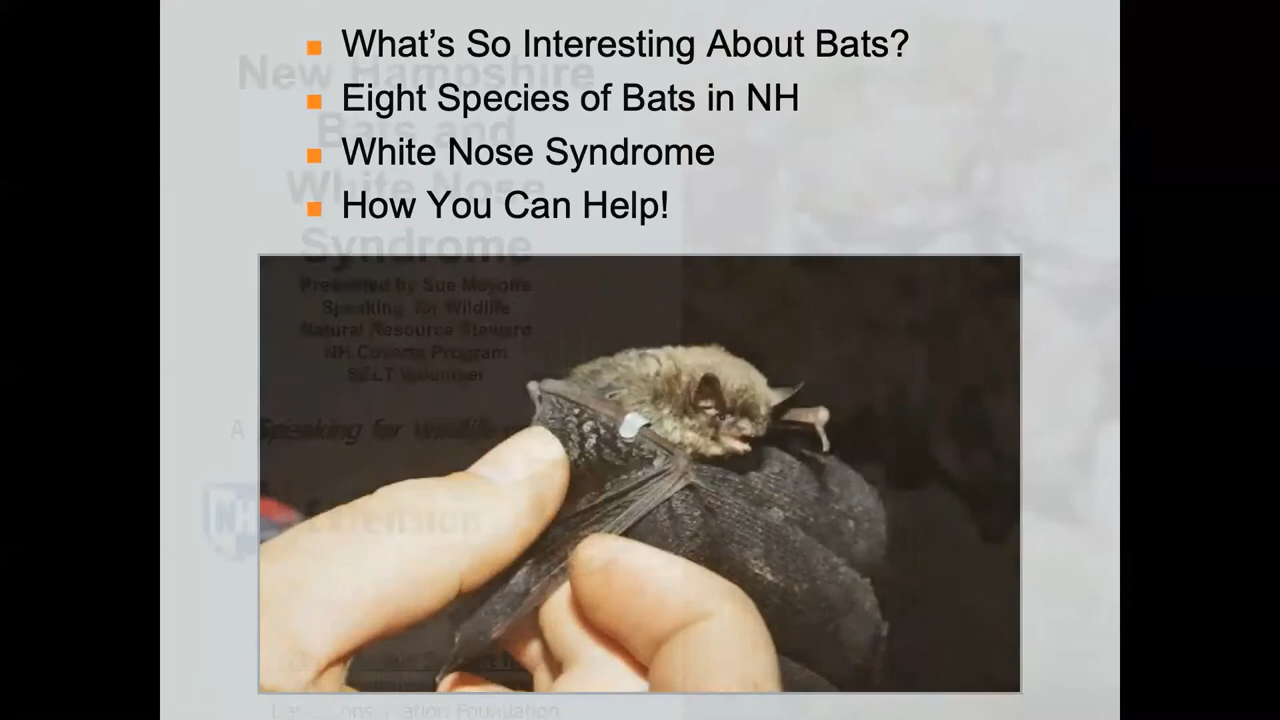 What's So Interesting About Bats?
Eight Species of Bats in NH
White Nose Syndrome
How You Can Help!
New Hampshire
Bats and
White Nose
Syndrome
Presented by Sue
Speaking for Wildlife
Natural Resource Steward
NH Coverts Program
SELT Volunteer
A Speaking for Wildlife
NH Extension
Foundation